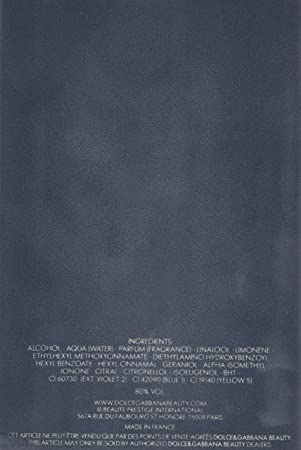 INGREDIENTS:
ALCOHOL · AQUA (WATER) · PARFUM (FRAGRANCE) · LINALOOL · LIMONENE
ETHYLHEXYL METHOXYCINNAMATE · DIETHYLAMINO HYDROXYBENZOYL
HEXYL BENZOATE · HEXYL CINNAMAL · GERANIOL · ALPHA-ISOMETHYL
IONONE · CITRAL · CITRONELLOL · ISOEUGENOL · BHT ·
CI 60730 (EXT. VIOLET 2) · CI 42090 (BLUE 1) · CI 19140 (YELLOW 5)
80% VOL
WWW.DOLCEGABBANABEAUTY.COM
© BEAUTE PRESTIGE INTERNATIONAL
56/A RUE DU FAUBOURG ST HONORE 75008 PARIS
MADE IN FRANCE
CET ARTICLE NE PEUT ÊTRE VENDU QUE PAR DES POINTS DE VENTE AGRÉÉS DOLCE&GABBANA BEAUTY.
THIS ARTICLE MAY ONLY BE SOLD BY AUTHORIZED DOLCE&GABBANA BEAUTY DEALERS.